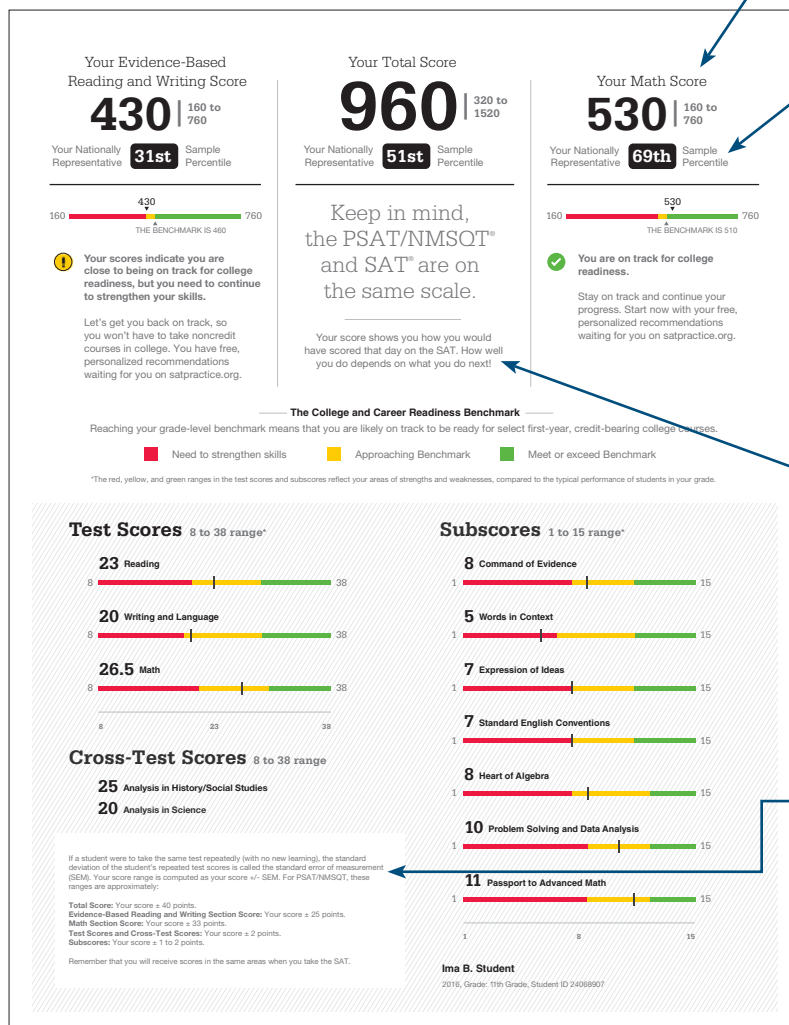 Your Evidence-Based
Reading and Writing Score
430 | 160 to
760
Your Nationally
Representative
31st
Sample
Percentile
430
160
760
THE BENCHMARK IS 460
!
Your scores indicate you are
close to being on track for college
readiness, but you need to continue
to strengthen your skills.
Let's get you back on track, so
you won't have to take noncredit
courses in college. You have free,
personalized recommendations
waiting for you on satpractice.org.
Your Total Score
960 | 320 to
1520
Your Nationally
Representative
51st
Sample
Percentile
Keep in mind,
the PSAT/NMSQT®
and SAT® are on
the same scale.
Your score shows you how you would
have scored that day on the SAT. How well
you do depends on what you do next!
Your Math Score
530 | 160 to
760
Your Nationally
Representative
69th
Sample
Percentile
530
160
760
THE BENCHMARK IS 510
You are on track for college
readiness.
Stay on track and continue your
progress. Start now with your free,
personalized recommendations
waiting for you on satpractice.org.
The College and Career Readiness Benchmark
Reaching your grade-level benchmark means that you are likely on track to be ready for select first-year, credit-bearing college courses.
Need to strengthen skills
Approaching Benchmark
Meet or exceed Benchmark
*The red, yellow, and green ranges in the test scores and subscores reflect your areas of strengths and weaknesses, compared to the typical performance of students in your grade.
Test Scores 8 to 38 range*
23 Reading
8 38
20 Writing and Language
8 38
26.5 Math
8 38
8 23 38
Cross-Test Scores 8 to 38 range
25 Analysis in History/Social Studies
20 Analysis in Science
If a student were to take the same test repeatedly (with no new learning), the standard
deviation of the student's repeated test scores is called the standard error of measurement
(SEM). Your score range is computed as your score +/- SEM. For PSAT/NMSQT, these
ranges are approximately:
Total Score: Your score ± 40 points.
Evidence-Based Reading and Writing Section Score: Your score ± 25 points.
Math Section Score: Your score ± 33 points.
Test Scores and Cross-Test Scores: Your score ± 2 points.
Subscores: Your score ± 1 to 2 points.
Remember that you will receive scores in the same areas when you take the SAT.
Subscores 1 to 15 range*
8 Command of Evidence
1 15
5 Words in Context
1 15
7 Expression of Ideas
1 15
7 Standard English Conventions
1 15
8 Heart of Algebra
1 15
10 Problem Solving and Data Analysis
1 15
11 Passport to Advanced Math
1 15
1 8 15
Ima B. Student
2016, Grade: 11th Grade, Student ID 24068907